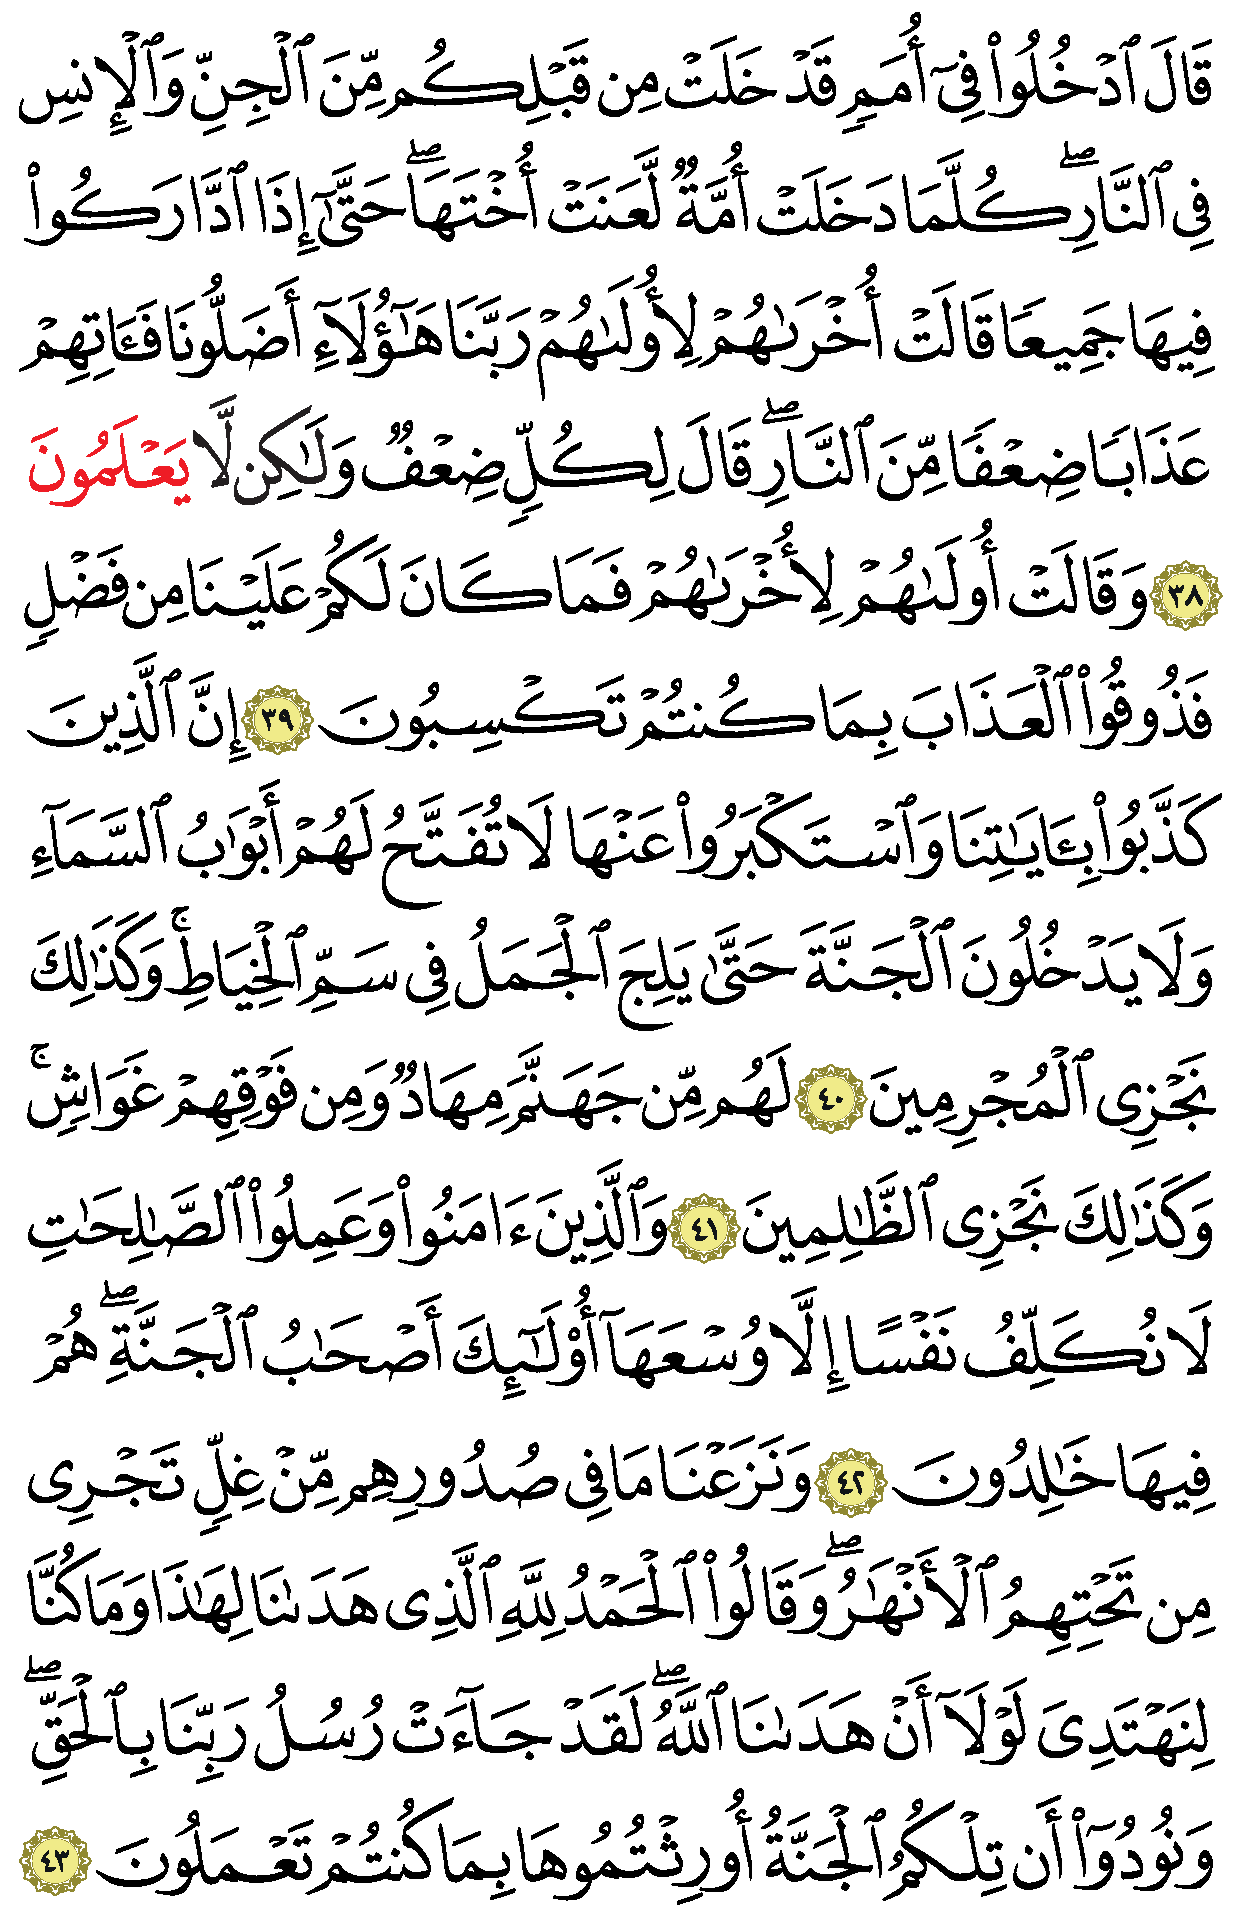 قَالَ ٱدْخُلُوا۟ فِىٓ أُمَمٍ قَدْ خَلَتْ مِن قَبْلِكُم مِّنَ ٱلْجِنِّ وَٱلْإِنسِ
فِى ٱلنَّارِ ۖ كُلَّمَا دَخَلَتْ أُمَّةٌ لَّعَنَتْ أُخْتَهَا ۖ حَتَّىٰٓ إِذَا ٱدَّارَكُوا۟
فِيهَا جَمِيعًا قَالَتْ أُخْرَىٰهُمْ لِأُولَىٰهُمْ رَبَّنَا هَٰٓؤُلَآءِ أَضَلُّونَا فَـَٔاتِهِمْ
عَذَابًا ضِعْفًا مِّنَ ٱلنَّارِ ۖ قَالَ لِكُلٍّ ضِعْفٌ وَلَٰكِن لَّا يَعْلَمُونَ
٣٨ وَقَالَتْ أُولَىٰهُمْ لِأُخْرَىٰهُمْ فَمَا كَانَ لَكُمْ عَلَيْنَا مِن فَضْلٍ
فَذُوقُوا۟ ٱلْعَذَابَ بِمَا كُنتُمْ تَكْسِبُونَ ٣٩ إِنَّ ٱلَّذِينَ
كَذَّبُوا۟ بِـَٔايَٰتِنَا وَٱسْتَكْبَرُوا۟ عَنْهَا لَا تُفَتَّحُ لَهُمْ أَبْوَٰبُ ٱلسَّمَآءِ
وَلَا يَدْخُلُونَ ٱلْجَنَّةَ حَتَّىٰ يَلِجَ ٱلْجَمَلُ فِى سَمِّ ٱلْخِيَاطِ ۚ وَكَذَٰلِكَ
نَجْزِى ٱلْمُجْرِمِينَ ٤٠ لَهُم مِّن جَهَنَّمَ مِهَادٌ وَمِن فَوْقِهِمْ غَوَاشٍ ۚ
وَكَذَٰلِكَ نَجْزِى ٱلظَّٰلِمِينَ ٤١ وَٱلَّذِينَ ءَامَنُوا۟ وَعَمِلُوا۟ ٱلصَّٰلِحَٰتِ
لَا نُكَلِّفُ نَفْسًا إِلَّا وُسْعَهَآ أُو۟لَٰٓئِكَ أَصْحَٰبُ ٱلْجَنَّةِ ۖ هُمْ
فِيهَا خَٰلِدُونَ ٤٢ وَنَزَعْنَا مَا فِى صُدُورِهِم مِّنْ غِلٍّ تَجْرِى
مِن تَحْتِهِمُ ٱلْأَنْهَٰرُ ۖ وَقَالُوا۟ ٱلْحَمْدُ لِلَّهِ ٱلَّذِى هَدَىٰنَا لِهَٰذَا وَمَا كُنَّا
لِنَهْتَدِىَ لَوْلَآ أَنْ هَدَىٰنَا ٱللَّهُ ۖ لَقَدْ جَآءَتْ رُسُلُ رَبِّنَا بِٱلْحَقِّ ۖ
وَنُودُوٓا۟ أَن تِلْكُمُ ٱلْجَنَّةُ أُورِثْتُمُوهَا بِمَا كُنتُمْ تَعْمَلُونَ ٤٣